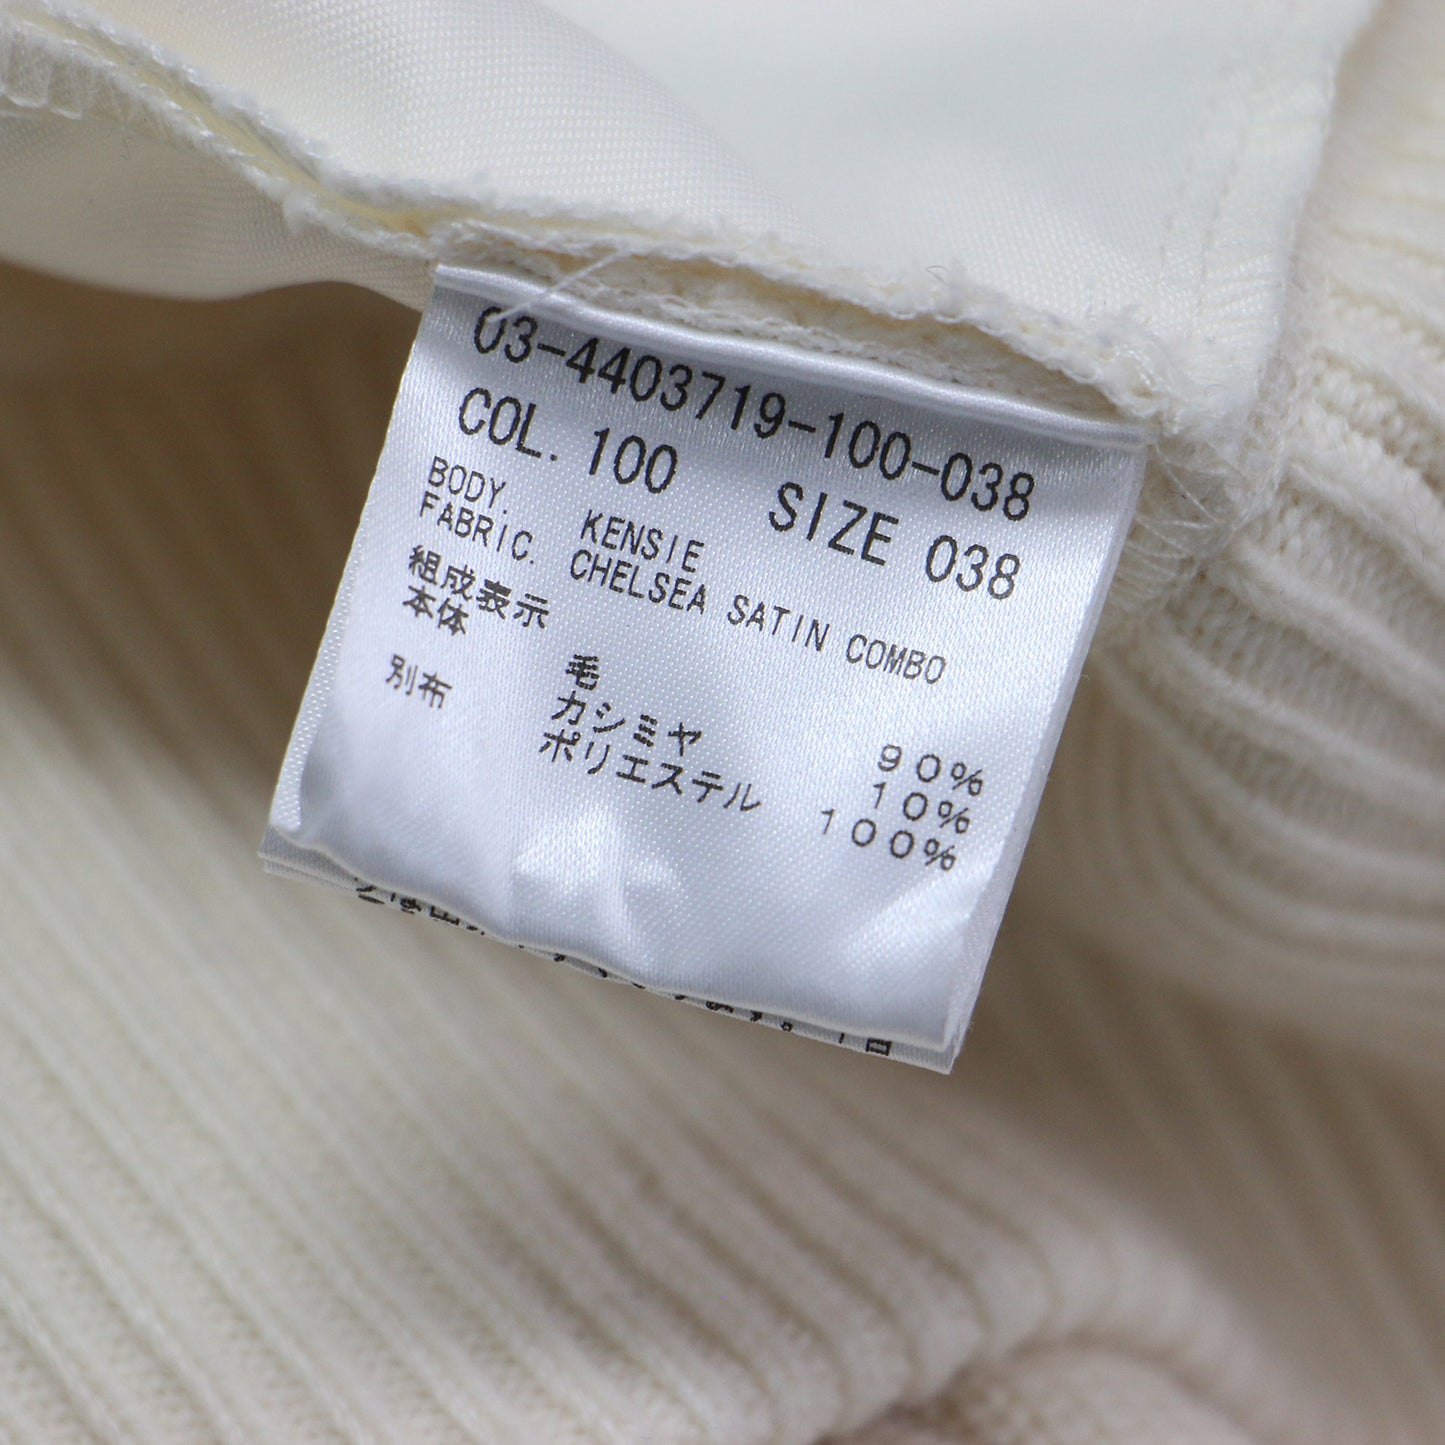 03-4403719-100-038
COL. 100 SIZE 038
BODY. KENSIE
FABRIC. CHELSEA SATIN COMBO
組成表示
本体 毛 90%
カシミヤ 10%
別布 ポリエステル 100%